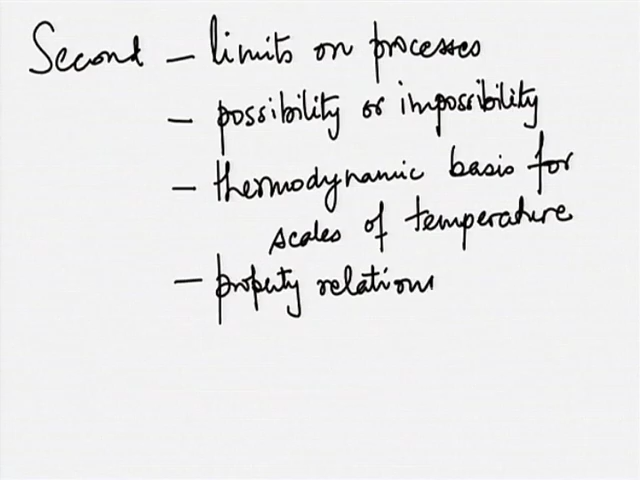 Second – limits on processes
– possibility or impossibility
– thermodynamic basis for
scales of temperature
– property relations